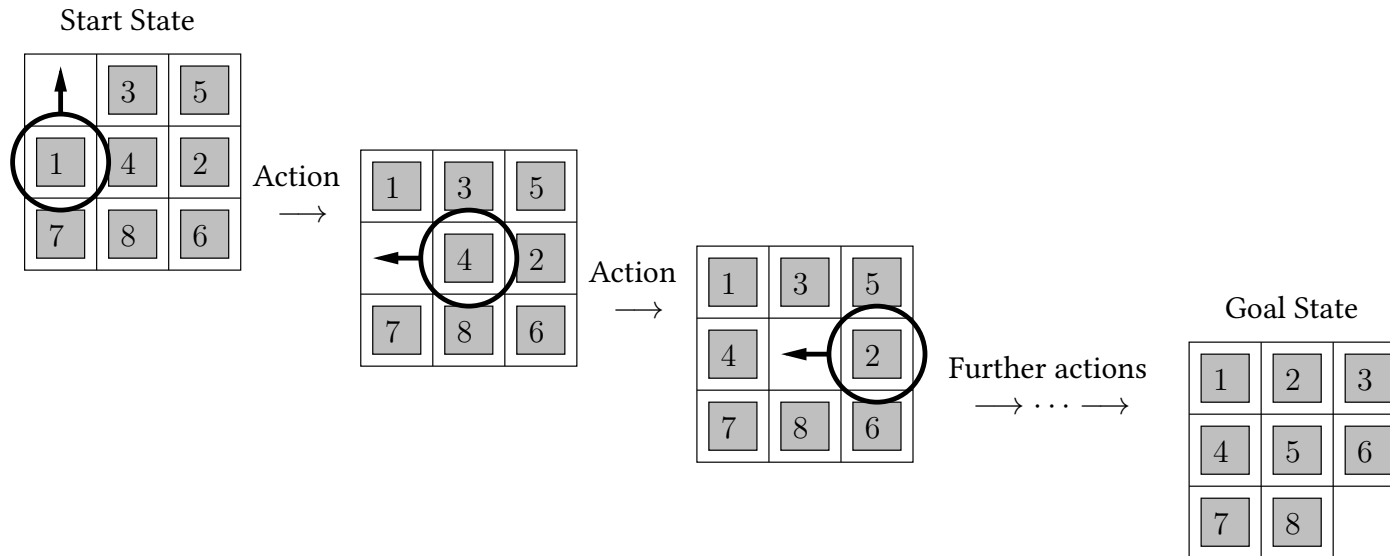 Start State
3 5
1 4 2
7 8 6
Action
→
1 3 5
4 2
7 8 6
Action
→
1 3 5
4 2
7 8 6
Further actions
→ ⋯ →
Goal State
1 2 3
4 5 6
7 8